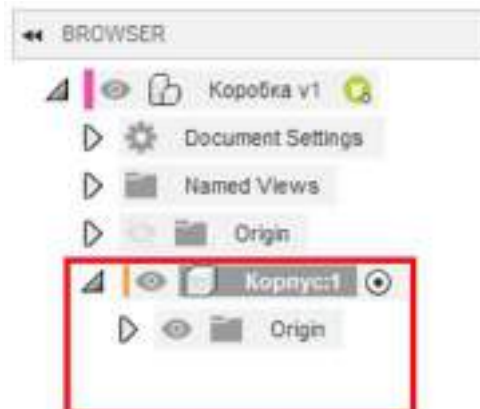 BROWSER
Коробка v1
Document Settings
Named Views
Origin
Корпус:1
Origin